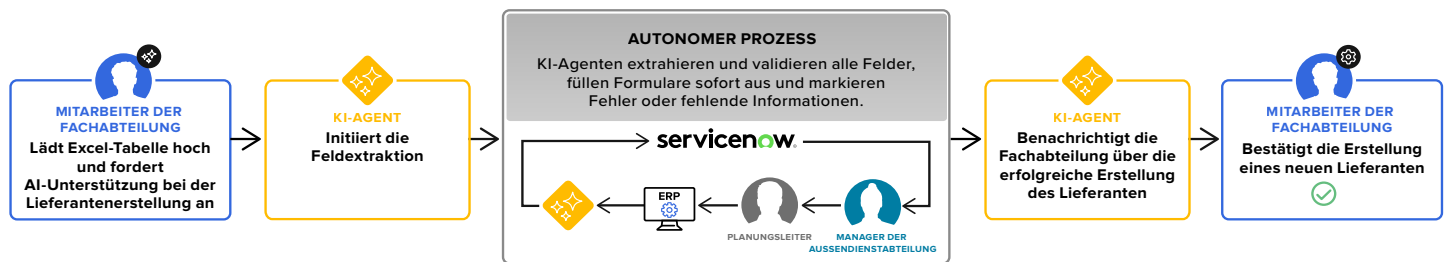 MITARBEITER DER
FACHABTEILUNG
Lädt Excel-Tabelle hoch
und fordert
AI-Unterstützung bei der
Lieferantenerstellung an
KI-AGENT
Initiiert die
Feldextraktion
AUTONOMER PROZESS
KI-Agenten extrahieren und validieren alle Felder,
füllen Formulare sofort aus und markieren
Fehler oder fehlende Informationen.
servicenow
ERP
PLANUNGSLEITER
MANAGER DER
AUSSENDIENSTABTEILUNG
KI-AGENT
Benachrichtigt die
Fachabteilung über die
erfolgreiche Erstellung
des Lieferanten
MITARBEITER DER
FACHABTEILUNG
Bestätigt die Erstellung
eines neuen Lieferanten